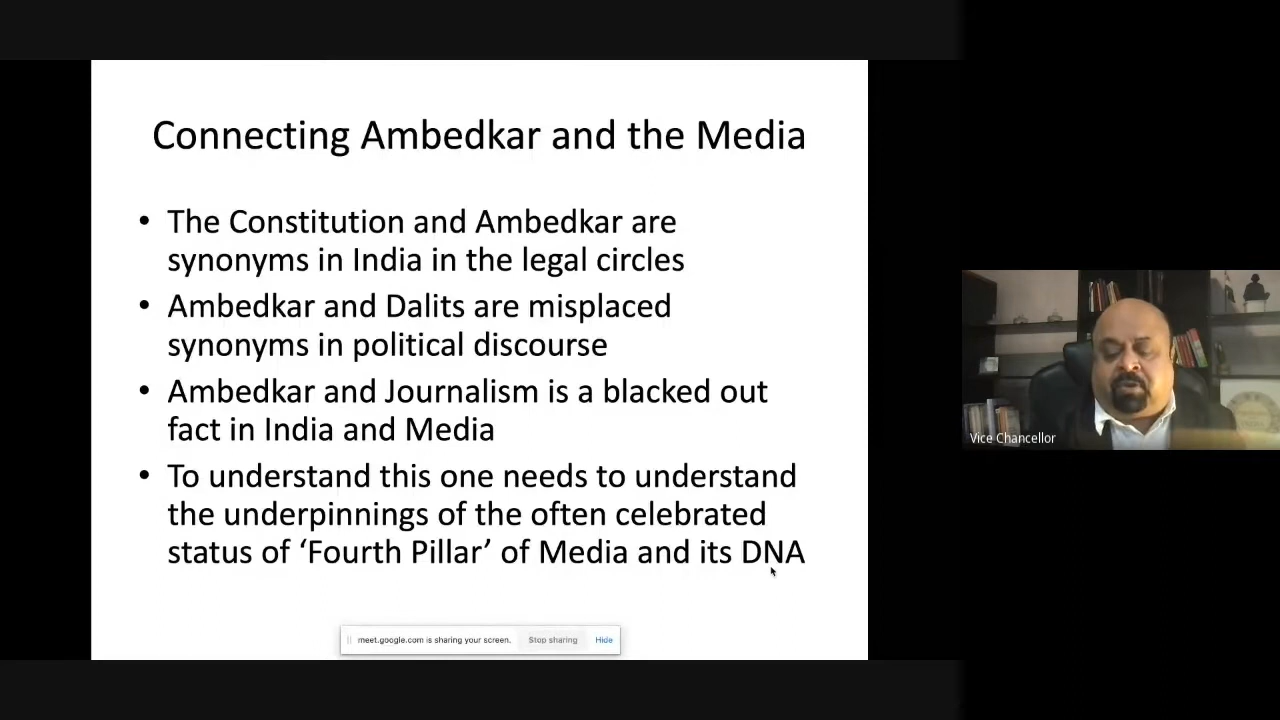 Connecting Ambedkar and the Media
• The Constitution and Ambedkar are
synonyms in India in the legal circles
• Ambedkar and Dalits are misplaced
synonyms in political discourse
• Ambedkar and Journalism is a blacked out
fact in India and Media
• To understand this one needs to understand
the underpinnings of the often celebrated
status of ‘Fourth Pillar’ of Media and its DNA
meet.google.com is sharing your screen. Stop sharing Hide
Vice Chancellor